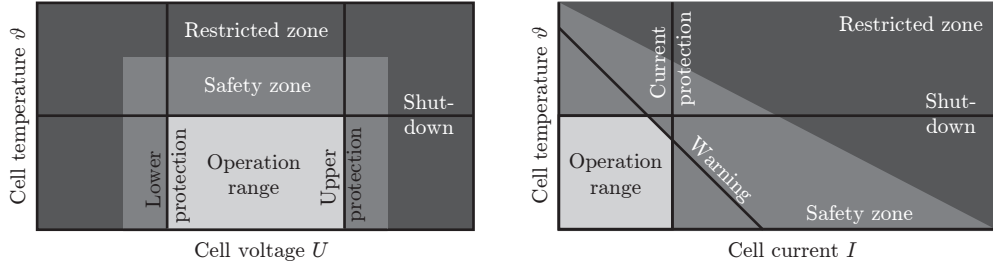 Cell temperature ϑ
Restricted zone
Safety zone
Shut-
down
Lower
protection
Operation
range
Upper
protection
Cell voltage U
Cell temperature ϑ
Current
protection
Restricted zone
Shut-
down
Operation
range
Warning
Safety zone
Cell current I